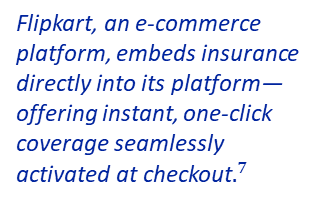 Flipkart, an e-commerce
platform, embeds insurance
directly into its platform—
offering instant, one-click
coverage seamlessly
activated at checkout.⁷